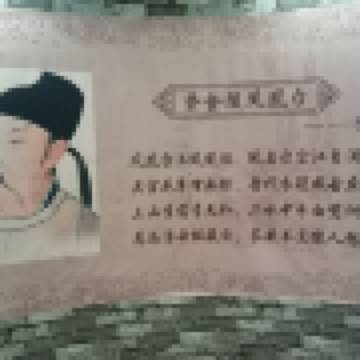 登金陵凤凰台
凤凰台上凤凰游，凤去台空江自
吴宫花草埋幽径，晋代衣冠成古
三山半落青天外，二水中分白鹭
总为浮云能蔽日，长安不见使人